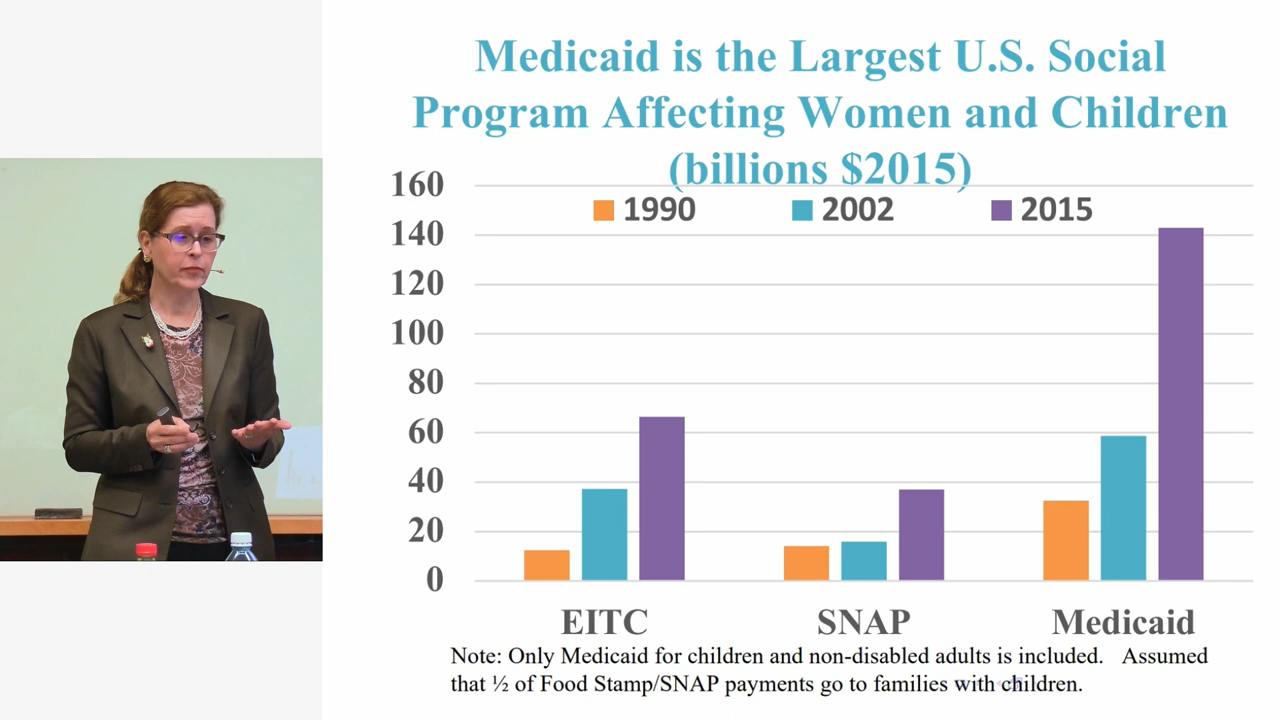 Medicaid is the Largest U.S. Social
Program Affecting Women and Children
(billions $2015)
160
1990 2002 2015
140
120
100
80
60
40
20
0
EITC SNAP Medicaid
Note: Only Medicaid for children and non-disabled adults is included. Assumed
that ½ of Food Stamp/SNAP payments go to families with children.